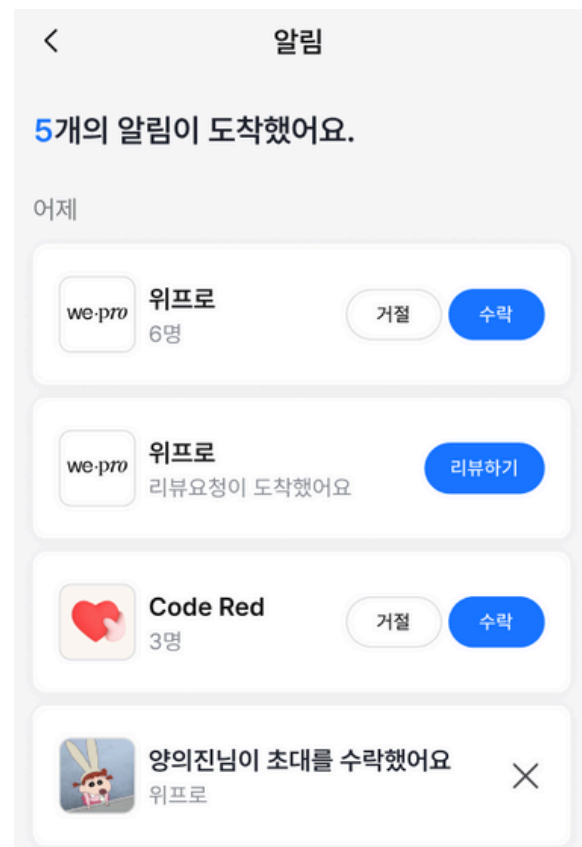 알림
5개의 알림이 도착했어요.
어제
we·pro
위프로
6명
거절
수락
we·pro
위프로
리뷰요청이 도착했어요
리뷰하기
Code Red
3명
거절
수락
양의진님이 초대를 수락했어요
위프로